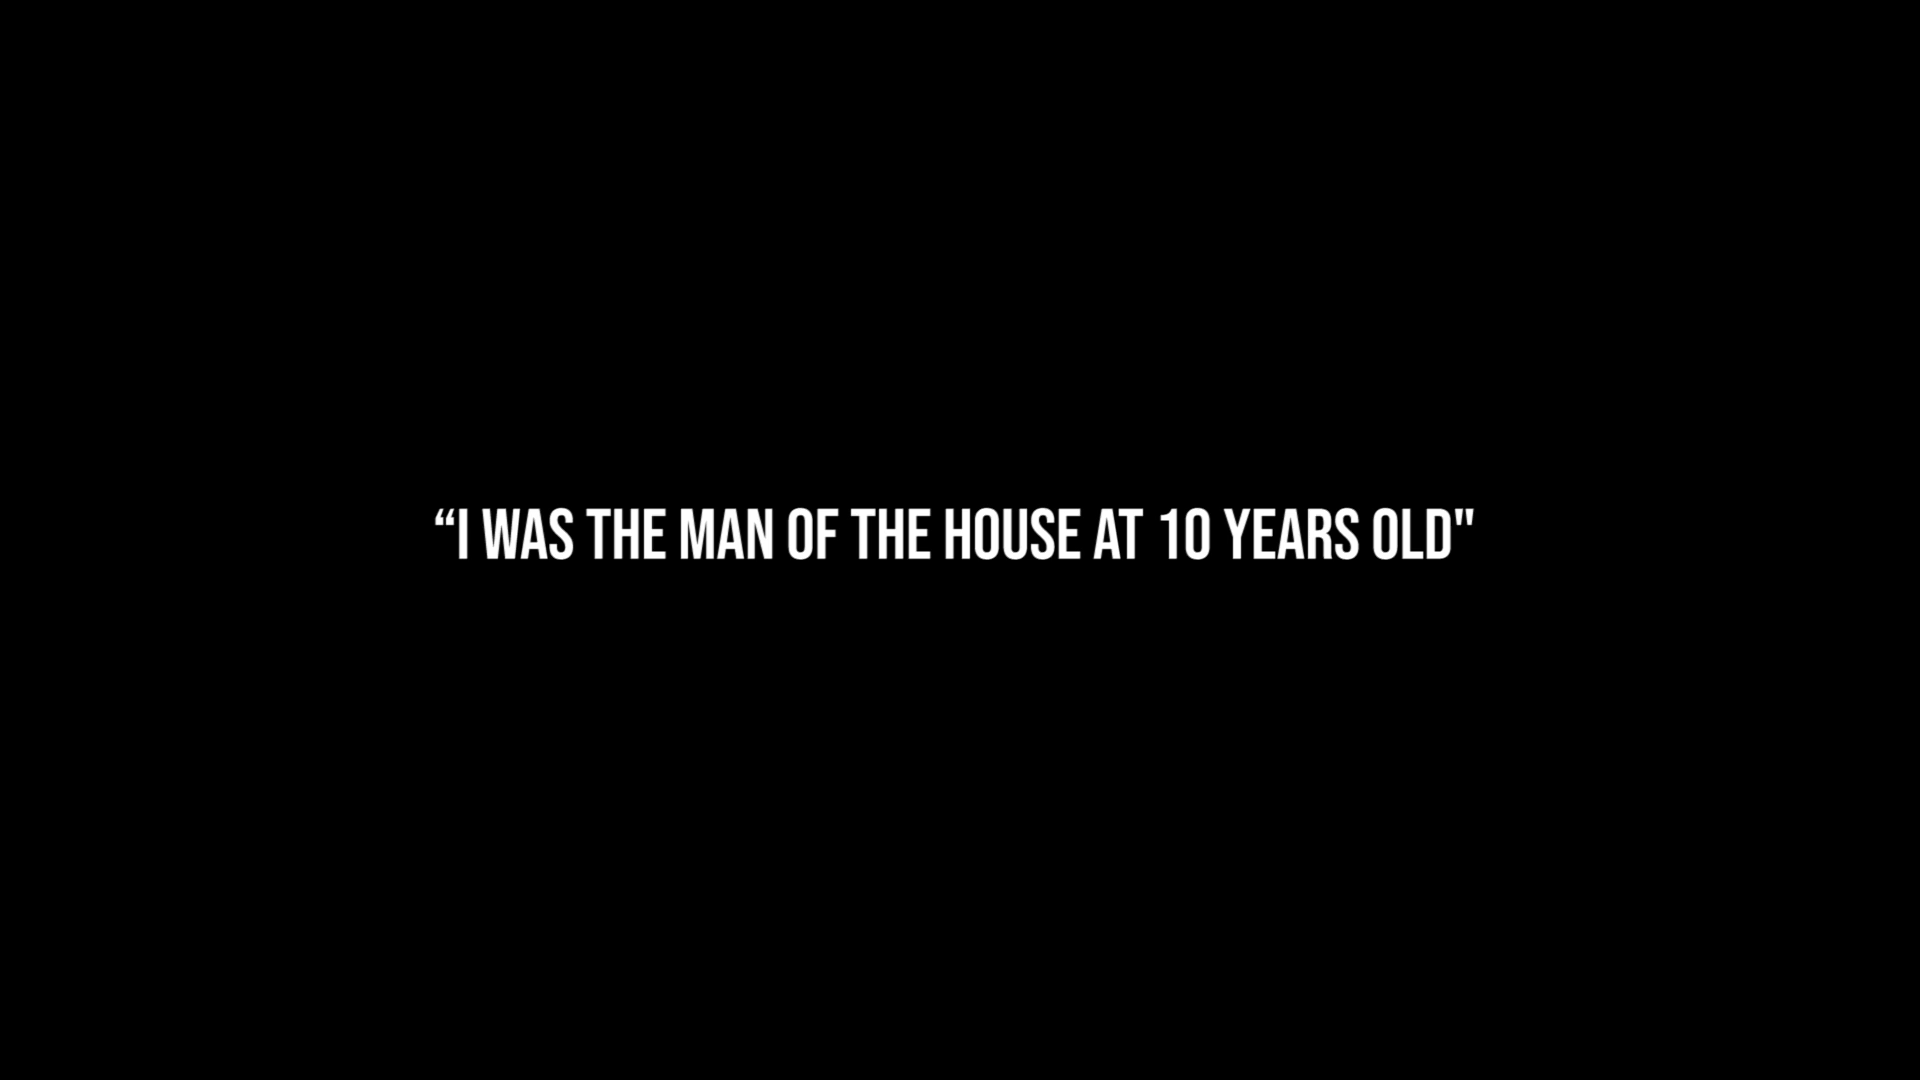 “I WAS THE MAN OF THE HOUSE AT 10 YEARS OLD"